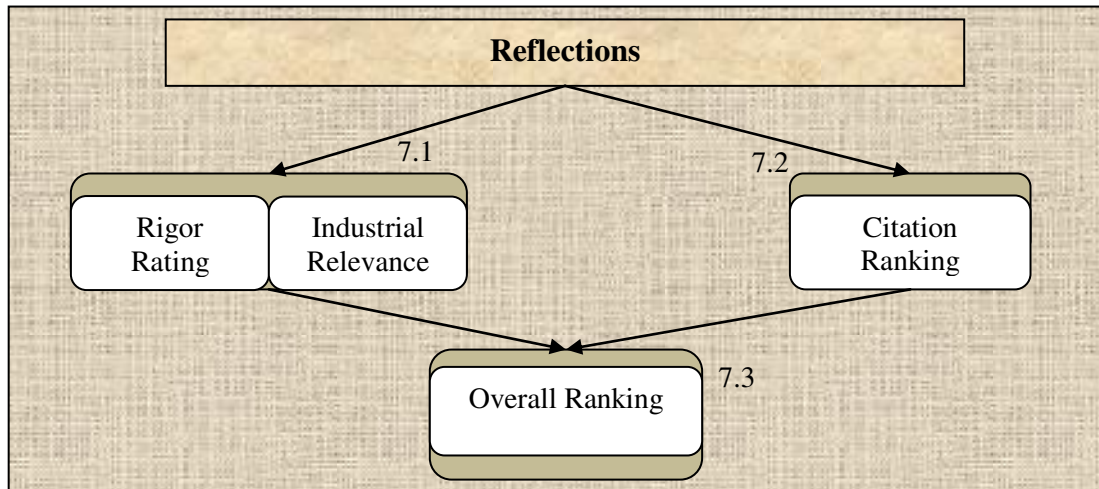 Reflections
7.1
7.2
Rigor
Rating
Industrial
Relevance
Citation
Ranking
7.3
Overall Ranking